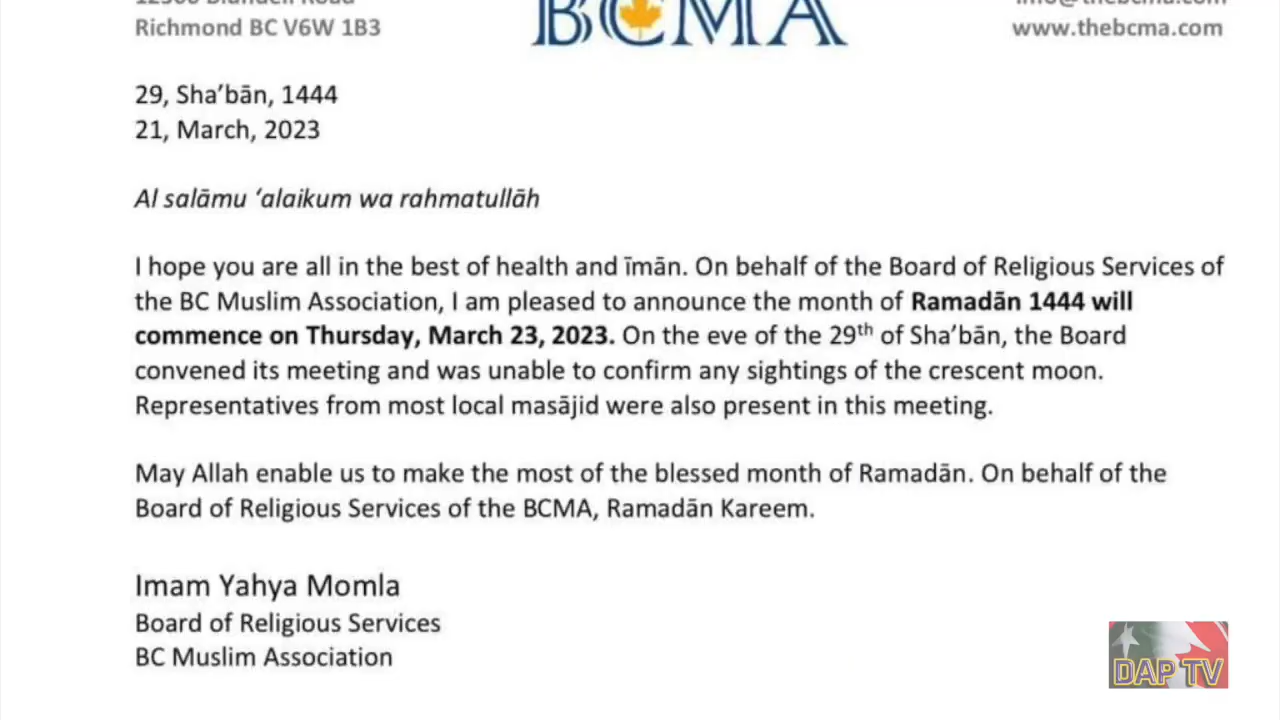 12300 Blundell Road
info@thebcma.com
Richmond BC V6W 1B3
BCMA
www.thebcma.com
29, Sha’bān, 1444
21, March, 2023
Al salāmu ‘alaikum wa rahmatullāh
I hope you are all in the best of health and īmān. On behalf of the Board of Religious Services of
the BC Muslim Association, I am pleased to announce the month of Ramadān 1444 will
commence on Thursday, March 23, 2023. On the eve of the 29th of Sha’bān, the Board
convened its meeting and was unable to confirm any sightings of the crescent moon.
Representatives from most local masājid were also present in this meeting.
May Allah enable us to make the most of the blessed month of Ramadān. On behalf of the
Board of Religious Services of the BCMA, Ramadān Kareem.
Imam Yahya Momla
Board of Religious Services
BC Muslim Association
DAP TV